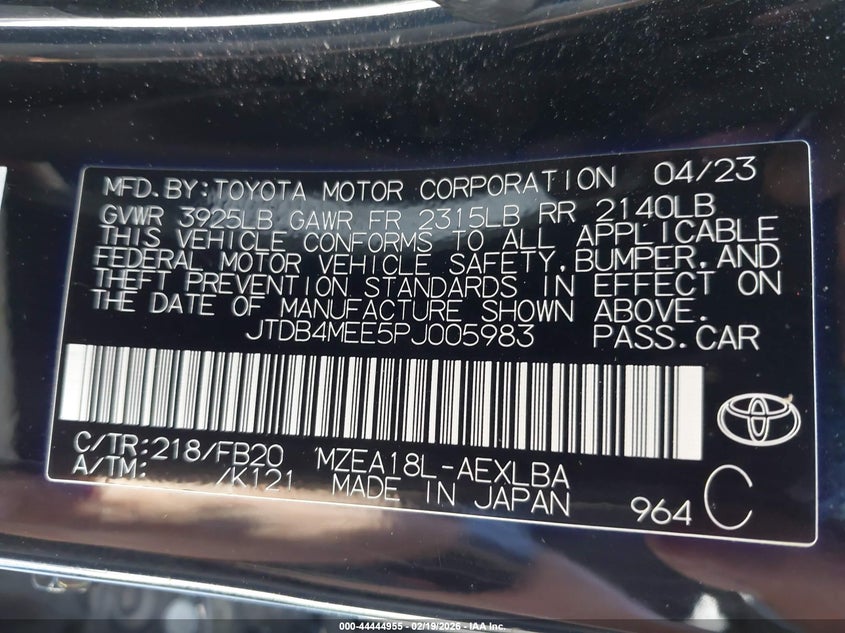 MFD.BY:TOYOTA MOTOR CORPORATION 04/23
GVWR 3925LB GAWR FR 2315LB RR 2140LB
THIS VEHICLE CONFORMS TO ALL APPLICABLE
FEDERAL MOTOR VEHICLE SAFETY,BUMPER,AND
THEFT PREVENTION STANDARDS IN EFFECT ON
THE DATE OF MANUFACTURE SHOWN ABOVE.
JTDB4MEE5PJ005983 PASS.CAR
C/TR:218/FB20 MZEA18L-AEXLBA
A/TM: /K121 MADE IN JAPAN 964 C
000-44444955 - 02/19/2026 - IAA Inc.